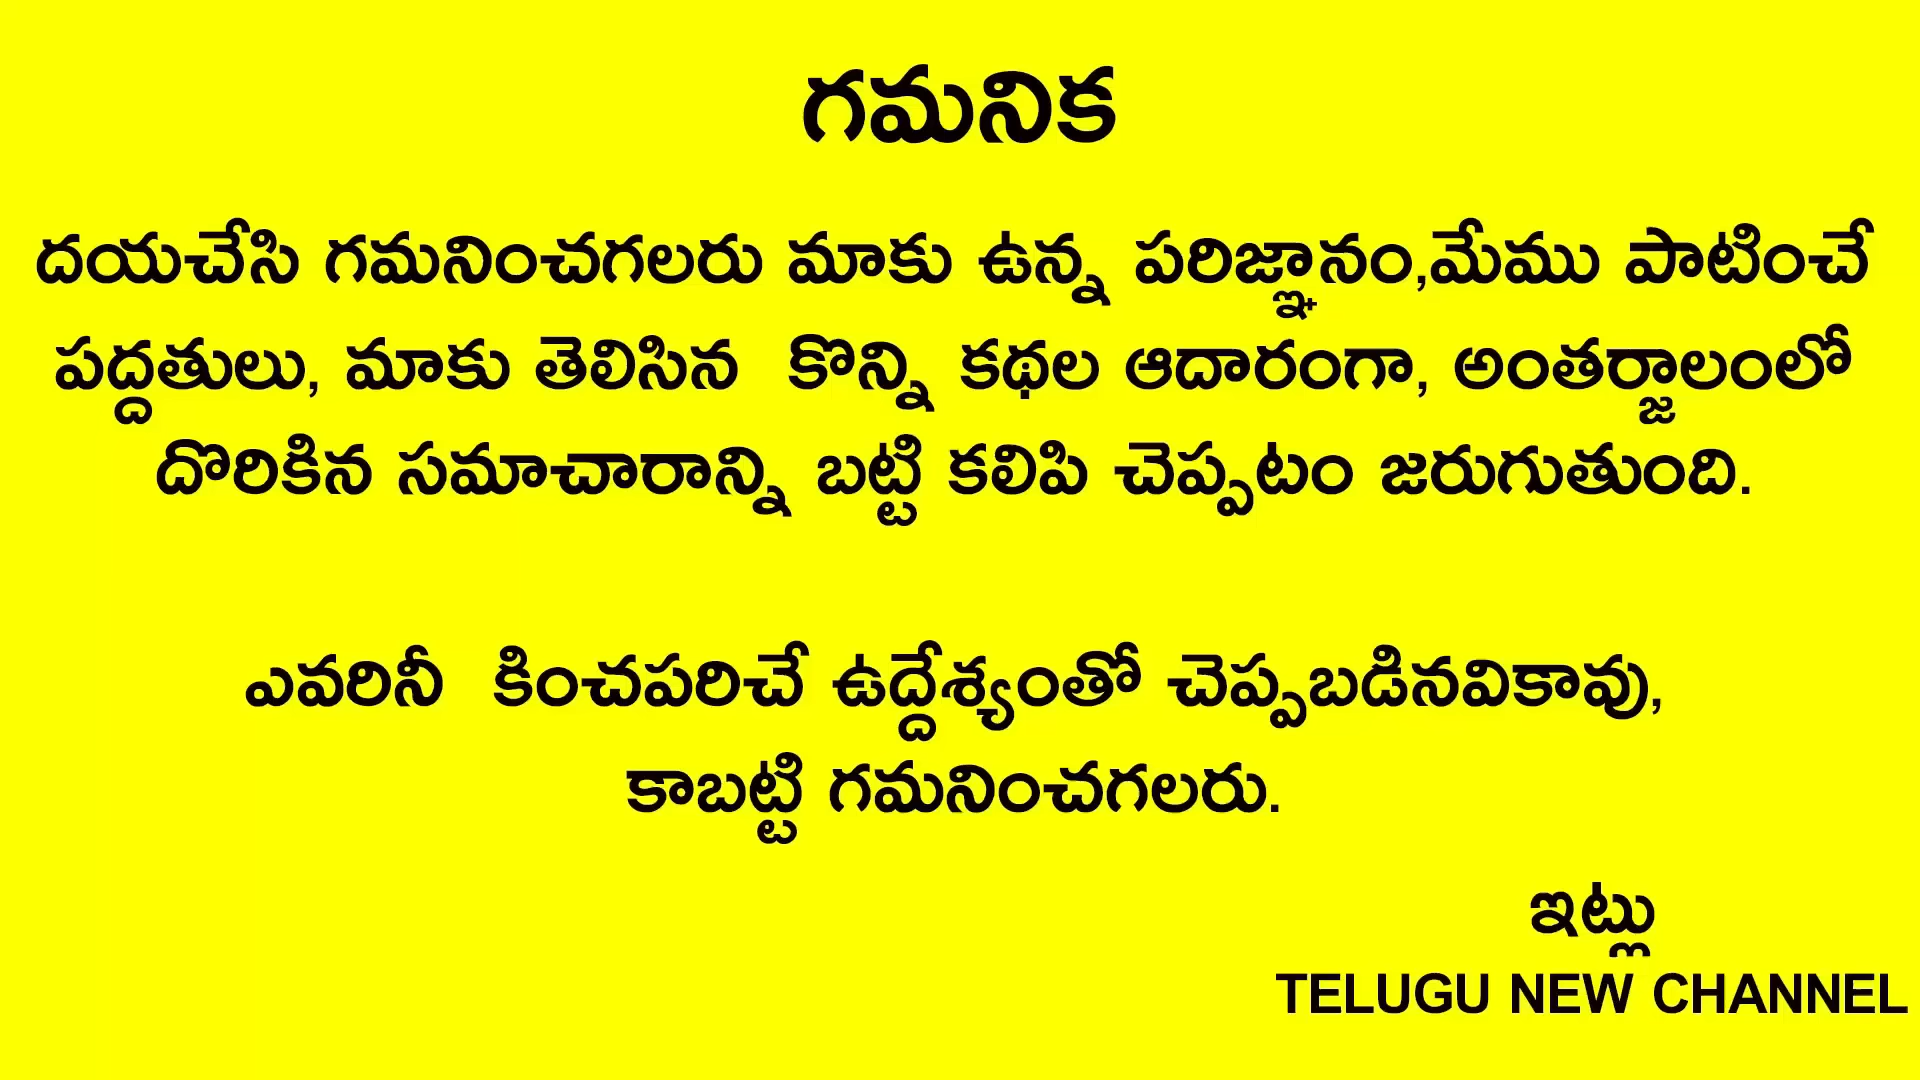 గమనిక
దయచేసి గమనించగలరు మాకు ఉన్న పరిజ్ఞానం,మేము పాటించే
పద్దతులు, మాకు తెలిసిన కొన్ని కథల ఆదారంగా, అంతర్జాలంలో
దొరికిన సమాచారాన్ని బట్టి కలిపి చెప్పటం జరుగుతుంది.
ఎవరినీ కించపరిచే ఉద్దేశ్యంతో చెప్పబడినవికావు,
కాబట్టి గమనించగలరు.
ఇట్లు
TELUGU NEW CHANNEL